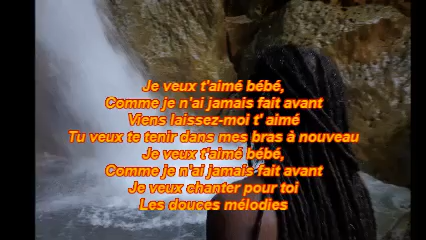 Je veux t'aimé bébé,
Comme je n'ai jamais fait avant
Viens laissez-moi t' aimé
Tu veux te tenir dans mes bras à nouveau
Je veux t'aimé bébé,
Comme je n'ai jamais fait avant
Je veux chanter pour toi
Les douces mélodies